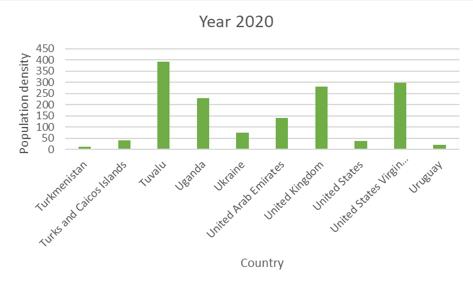 Year 2020
Population density
450
400
350
300
250
200
150
100
50
0
Turkmenistan
Turks and Caicos Islands
Tuvalu
Uganda
Ukraine
United Arab Emirates
United Kingdom
United States
United States Virgin...
Uruguay
Country